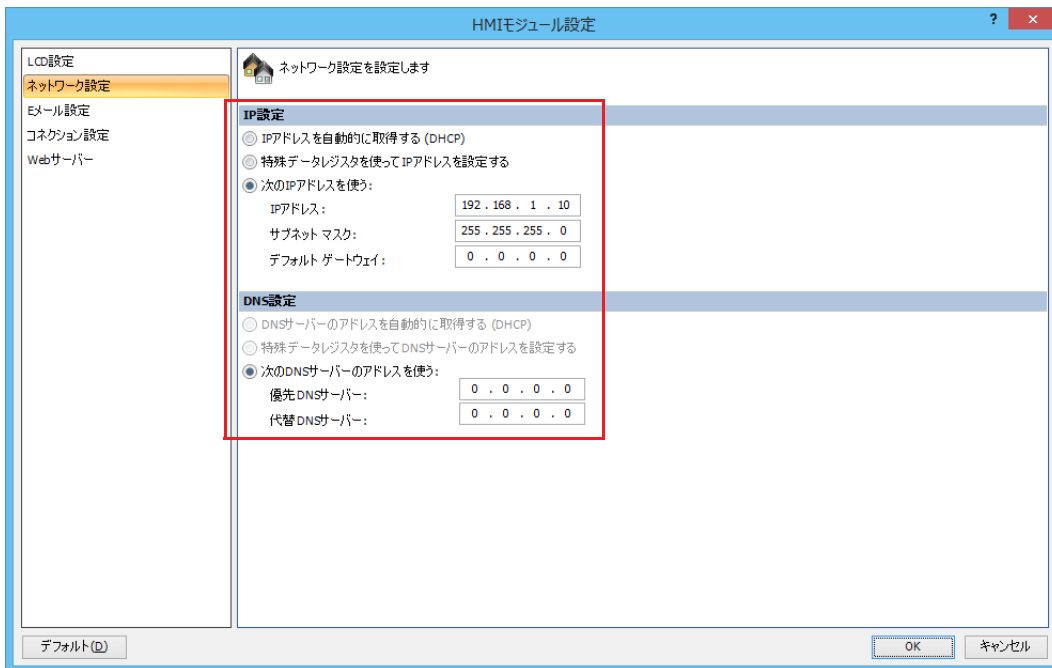 HMIモジュール設定
? ×
LCD設定
ネットワーク設定
Eメール設定
コネクション設定
Webサーバー
ネットワーク設定を設定します
IP設定
IPアドレスを自動的に取得する (DHCP)
特殊データレジスタを使ってIPアドレスを設定する
次のIPアドレスを使う:
IPアドレス: 192 . 168 . 1 . 10
サブネット マスク: 255 . 255 . 255 . 0
デフォルト ゲートウェイ: 0 . 0 . 0 . 0
DNS設定
DNSサーバーのアドレスを自動的に取得する (DHCP)
特殊データレジスタを使ってDNSサーバーのアドレスを設定する
次のDNSサーバーのアドレスを使う:
優先DNSサーバー: 0 . 0 . 0 . 0
代替DNSサーバー: 0 . 0 . 0 . 0
デフォルト(D) OK キャンセル